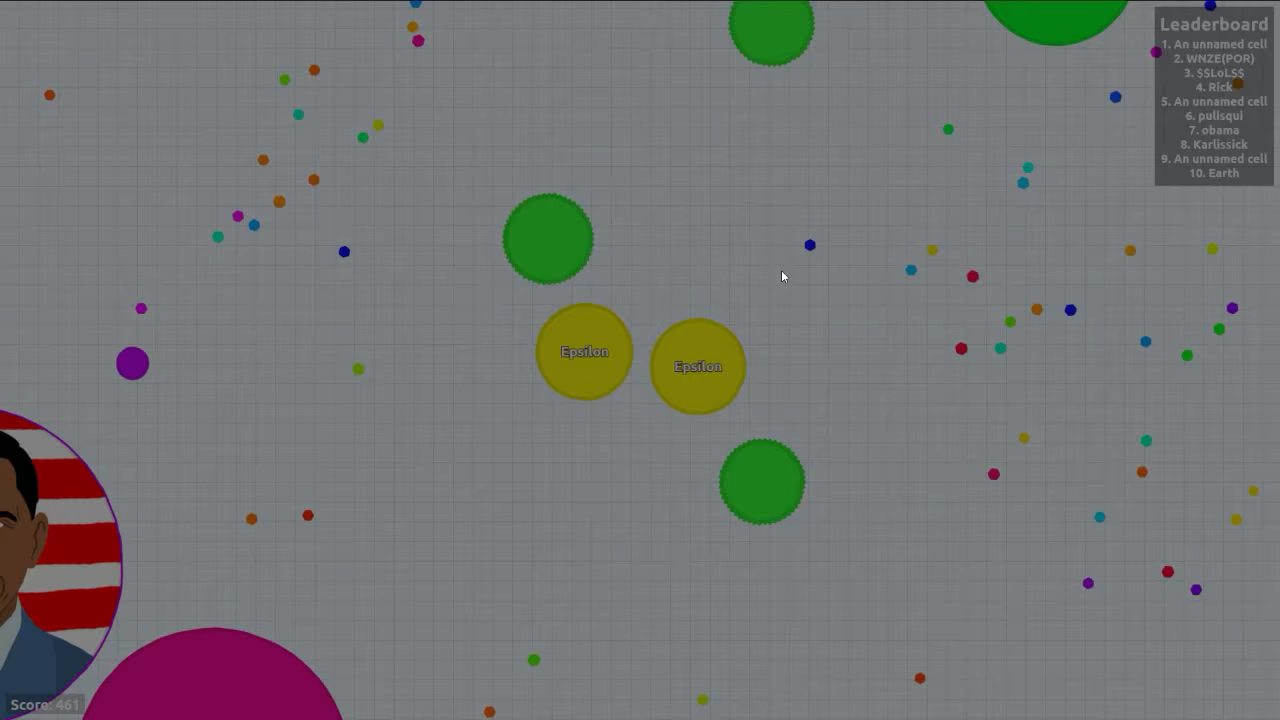 Leaderboard
1. An unnamed cell
2. WNZE(POR)
3. $$LoL$$
4. Rick
5. An unnamed cell
6. pulisqui
7. obama
8. Karlissick
9. An unnamed cell
10. Earth
Epsilon
Epsilon
Score: 461